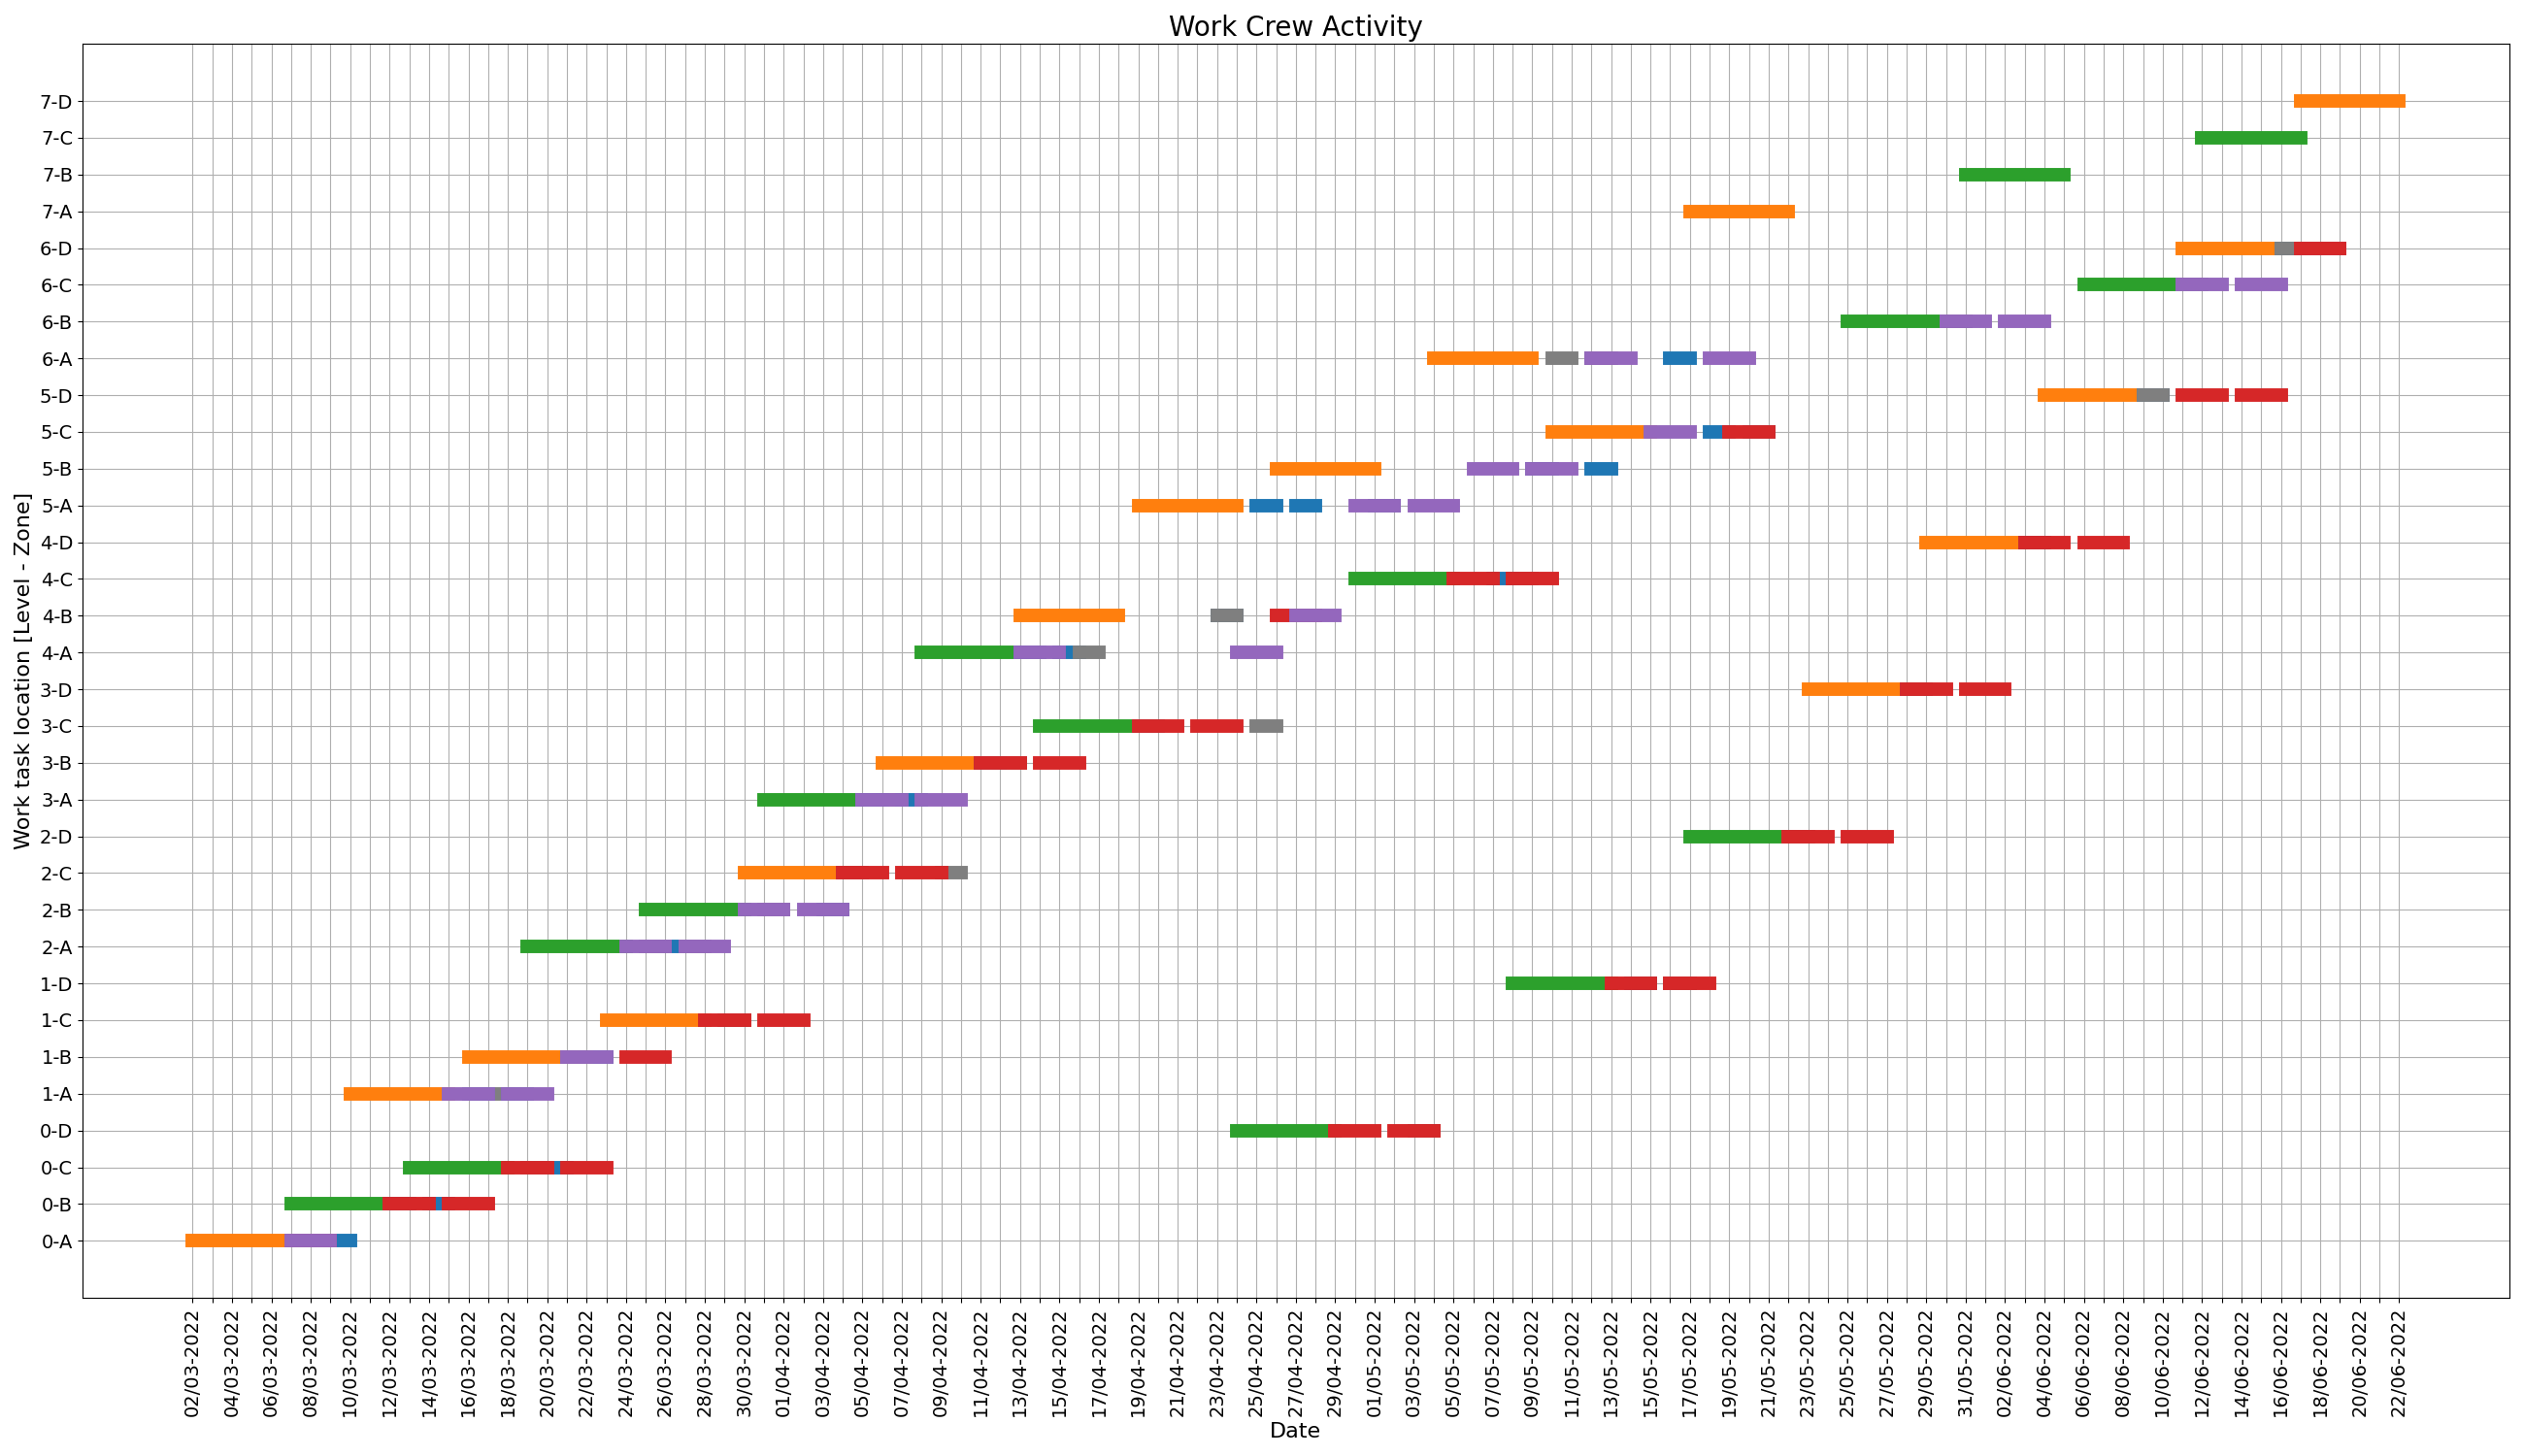 Work Crew Activity
Work task location [Level - Zone]
7-D
7-C
7-B
7-A
6-D
6-C
6-B
6-A
5-D
5-C
5-B
5-A
4-D
4-C
4-B
4-A
3-D
3-C
3-B
3-A
2-D
2-C
2-B
2-A
1-D
1-C
1-B
1-A
0-D
0-C
0-B
0-A
02/03-2022
04/03-2022
06/03-2022
08/03-2022
10/03-2022
12/03-2022
14/03-2022
16/03-2022
18/03-2022
20/03-2022
22/03-2022
24/03-2022
26/03-2022
28/03-2022
30/03-2022
01/04-2022
03/04-2022
05/04-2022
07/04-2022
09/04-2022
11/04-2022
13/04-2022
15/04-2022
17/04-2022
19/04-2022
21/04-2022
23/04-2022
25/04-2022
27/04-2022
29/04-2022
01/05-2022
03/05-2022
05/05-2022
07/05-2022
09/05-2022
11/05-2022
13/05-2022
15/05-2022
17/05-2022
19/05-2022
21/05-2022
23/05-2022
25/05-2022
27/05-2022
29/05-2022
31/05-2022
02/06-2022
04/06-2022
06/06-2022
08/06-2022
10/06-2022
12/06-2022
14/06-2022
16/06-2022
18/06-2022
20/06-2022
22/06-2022
Date